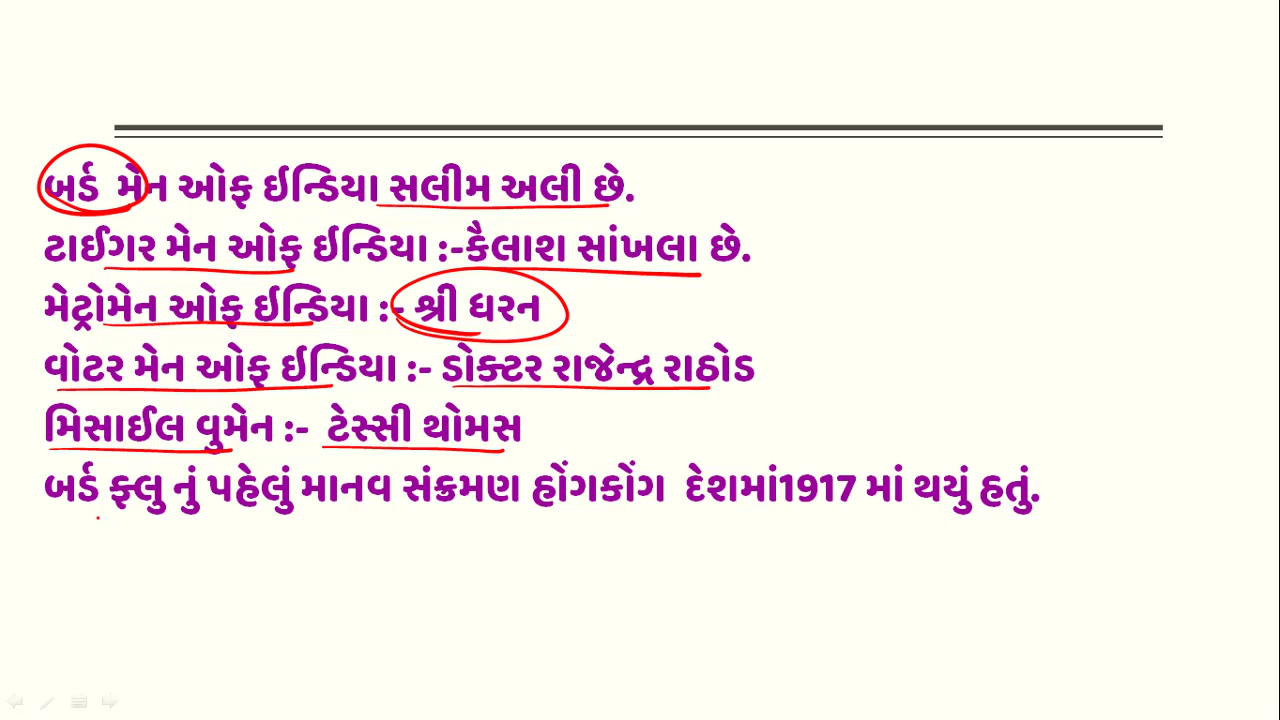 બર્ડ મેન ઓફ ઇન્ડિયા સલીમ અલી છે.
ટાઈગર મેન ઓફ ઈન્ડિયા :-કૈલાશ સાંખલા છે.
મેટ્રોમેન ઓફ ઈન્ડિયા :- શ્રી ધરન
વોટર મેન ઓફ ઈન્ડિયા :- ડોક્ટર રાજેન્દ્ર રાઠોડ
મિસાઈલ વુમેન :- ટેસ્સી થોમસ
બર્ડ ફ્લુ નું પહેલું માનવ સંક્રમણ હોંગકોંગ દેશમાં1917 માં થયું હતું.